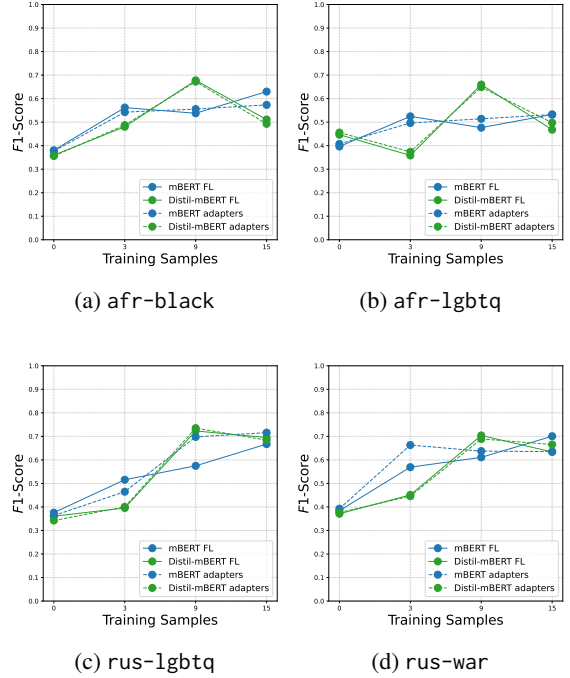 1.0
0.9
0.8
0.7
0.6
0.5
0.4
0.3
0.2
0.1
0.0
F1-Score
mBERT FL
Distil-mBERT FL
mBERT adapters
Distil-mBERT adapters
0 3 9 15
Training Samples
(a) afr-black
1.0
0.9
0.8
0.7
0.6
0.5
0.4
0.3
0.2
0.1
0.0
F1-Score
mBERT FL
Distil-mBERT FL
mBERT adapters
Distil-mBERT adapters
0 3 9 15
Training Samples
(b) afr-lgbtq
1.0
0.9
0.8
0.7
0.6
0.5
0.4
0.3
0.2
0.1
0.0
F1-Score
mBERT FL
Distil-mBERT FL
mBERT adapters
Distil-mBERT adapters
0 3 9 15
Training Samples
(c) rus-lgbtq
1.0
0.9
0.8
0.7
0.6
0.5
0.4
0.3
0.2
0.1
0.0
F1-Score
mBERT FL
Distil-mBERT FL
mBERT adapters
Distil-mBERT adapters
0 3 9 15
Training Samples
(d) rus-war